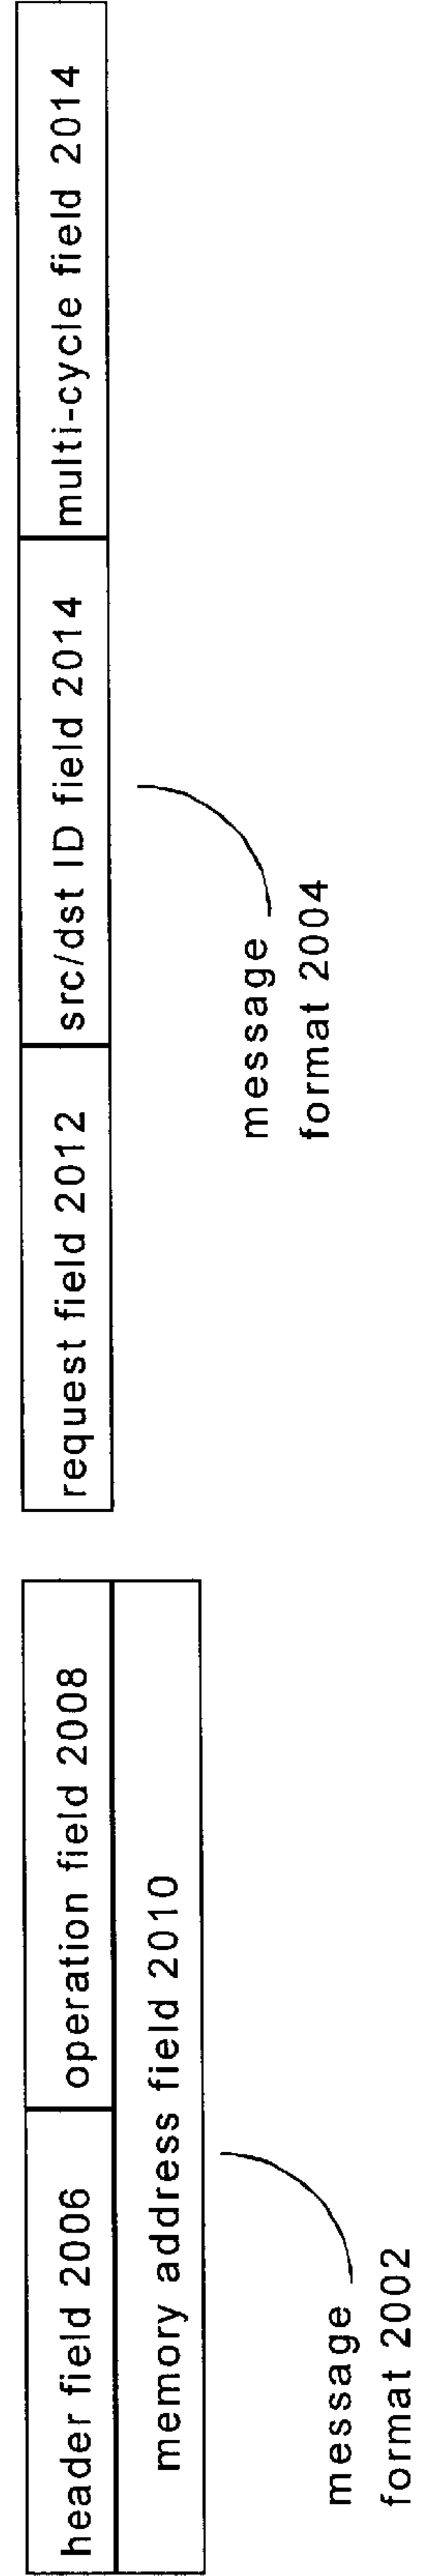 header field 2006
operation field 2008
memory address field 2010
message
format 2002
request field 2012
src/dst ID field 2014
multi-cycle field 2014
message
format 2004